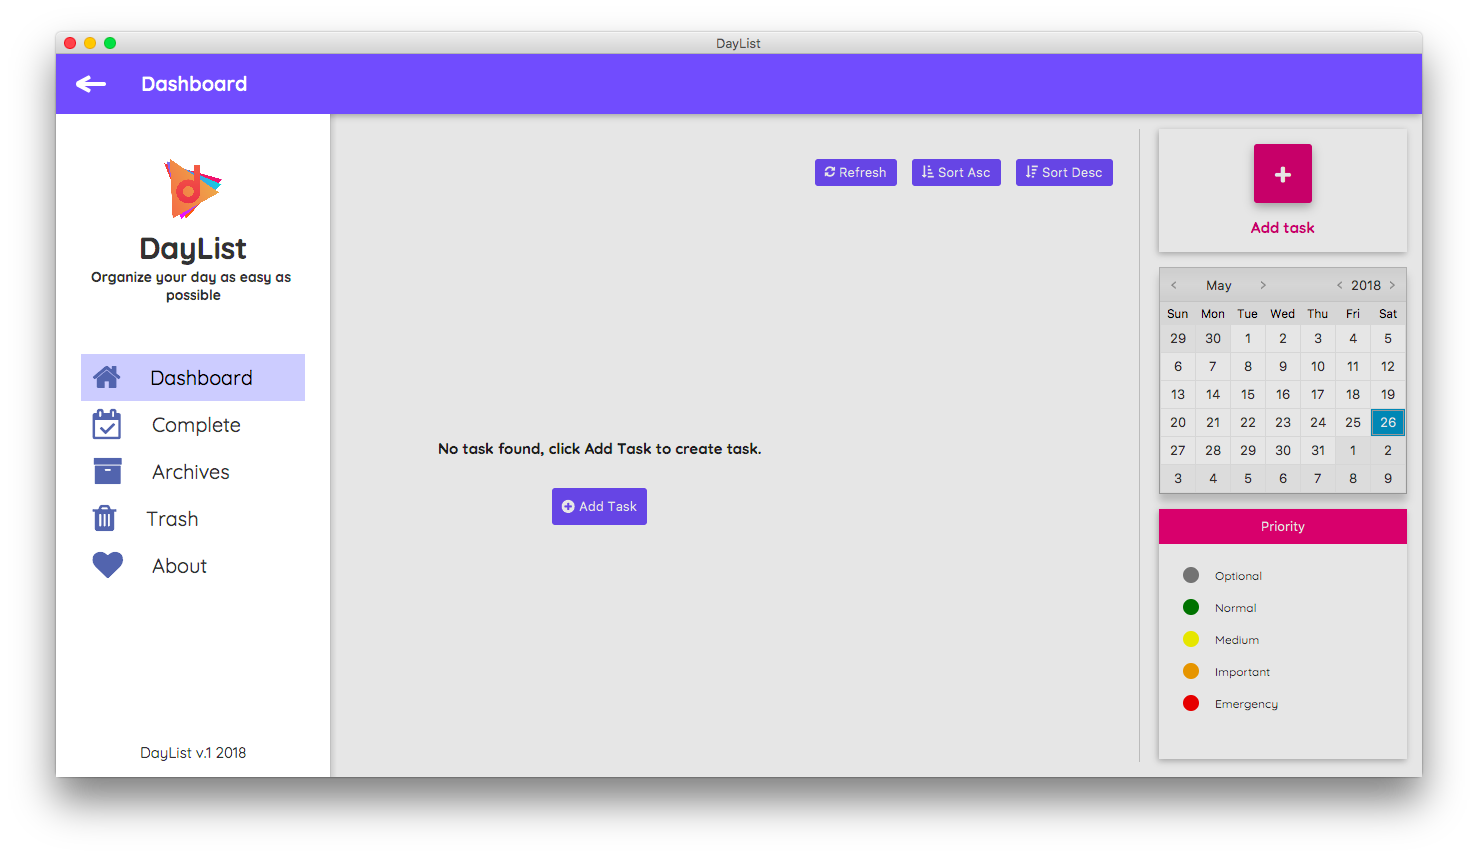 DayList
Dashboard
d
DayList
Organize your day as easy as
possible
Dashboard
Complete
Archives
Trash
About
DayList v.1 2018
Refresh
Sort Asc
Sort Desc
No task found, click Add Task to create task.
Add Task
+
Add task
< May > < 2018 >
Sun Mon Tue Wed Thu Fri Sat
29 30 1 2 3 4 5
6 7 8 9 10 11 12
13 14 15 16 17 18 19
20 21 22 23 24 25 26
27 28 29 30 31 1 2
3 4 5 6 7 8 9
Priority
Optional
Normal
Medium
Important
Emergency